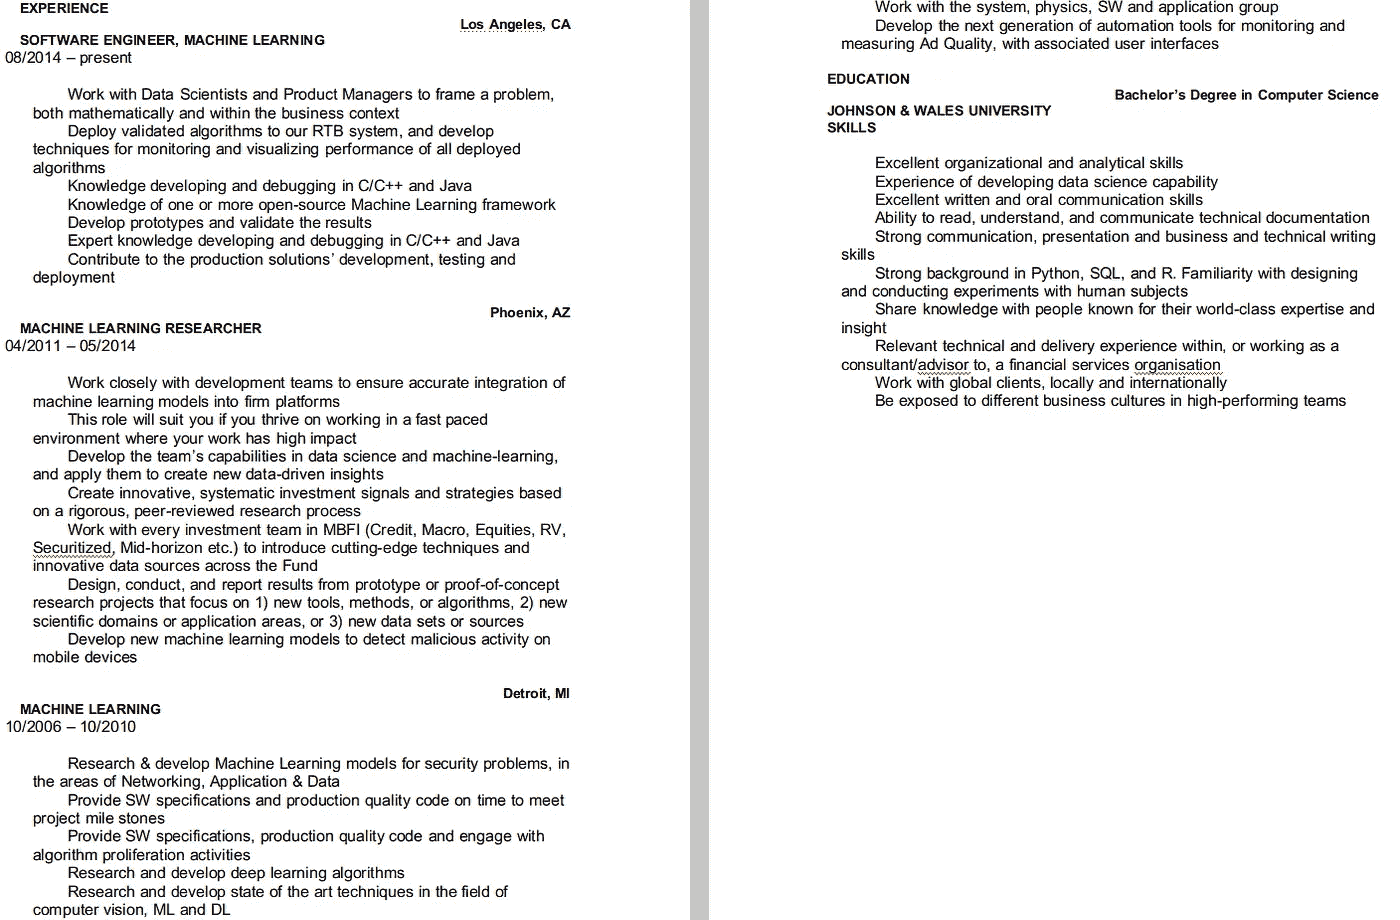 EXPERIENCE
Los Angeles, CA
SOFTWARE ENGINEER, MACHINE LEARNING
08/2014 – present
Work with Data Scientists and Product Managers to frame a problem,
both mathematically and within the business context
Deploy validated algorithms to our RTB system, and develop
techniques for monitoring and visualizing performance of all deployed
algorithms
Knowledge developing and debugging in C/C++ and Java
Knowledge of one or more open-source Machine Learning framework
Develop prototypes and validate the results
Expert knowledge developing and debugging in C/C++ and Java
Contribute to the production solutions’ development, testing and
deployment
Phoenix, AZ
MACHINE LEARNING RESEARCHER
04/2011 – 05/2014
Work closely with development teams to ensure accurate integration of
machine learning models into firm platforms
This role will suit you if you thrive on working in a fast paced
environment where your work has high impact
Develop the team’s capabilities in data science and machine-learning,
and apply them to create new data-driven insights
Create innovative, systematic investment signals and strategies based
on a rigorous, peer-reviewed research process
Work with every investment team in MBFI (Credit, Macro, Equities, RV,
Securitized, Mid-horizon etc.) to introduce cutting-edge techniques and
innovative data sources across the Fund
Design, conduct, and report results from prototype or proof-of-concept
research projects that focus on 1) new tools, methods, or algorithms, 2) new
scientific domains or application areas, or 3) new data sets or sources
Develop new machine learning models to detect malicious activity on
mobile devices
Detroit, MI
MACHINE LEARNING
10/2006 – 10/2010
Research & develop Machine Learning models for security problems, in
the areas of Networking, Application & Data
Provide SW specifications and production quality code on time to meet
project mile stones
Provide SW specifications, production quality code and engage with
algorithm proliferation activities
Research and develop deep learning algorithms
Research and develop state of the art techniques in the field of
computer vision, ML and DL
Work with the system, physics, SW and application group
Develop the next generation of automation tools for monitoring and
measuring Ad Quality, with associated user interfaces
EDUCATION
Bachelor’s Degree in Computer Science
JOHNSON & WALES UNIVERSITY
SKILLS
Excellent organizational and analytical skills
Experience of developing data science capability
Excellent written and oral communication skills
Ability to read, understand, and communicate technical documentation
Strong communication, presentation and business and technical writing
skills
Strong background in Python, SQL, and R. Familiarity with designing
and conducting experiments with human subjects
Share knowledge with people known for their world-class expertise and
insight
Relevant technical and delivery experience within, or working as a
consultant/advisor to, a financial services organisation
Work with global clients, locally and internationally
Be exposed to different business cultures in high-performing teams